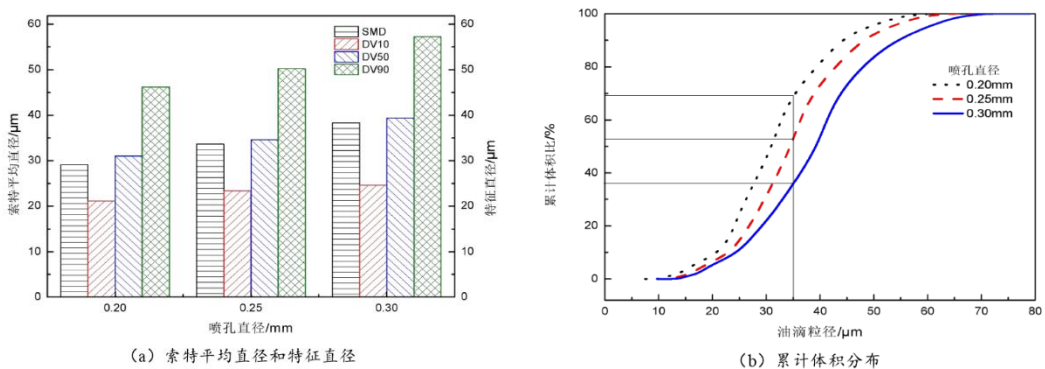 60
50
40
30
20
10
0
索特平均直径/μm
SMD
DV10
DV50
DV90
60
50
40
30
20
10
0
特征直径/μm
0.20
0.25
0.30
喷孔直径/mm
(a) 索特平均直径和特征直径
100
80
60
40
20
0
累计体积比/%
喷孔直径
0.20mm
0.25mm
0.30mm
0
10
20
30
40
50
60
70
80
油滴粒径/μm
(b) 累计体积分布